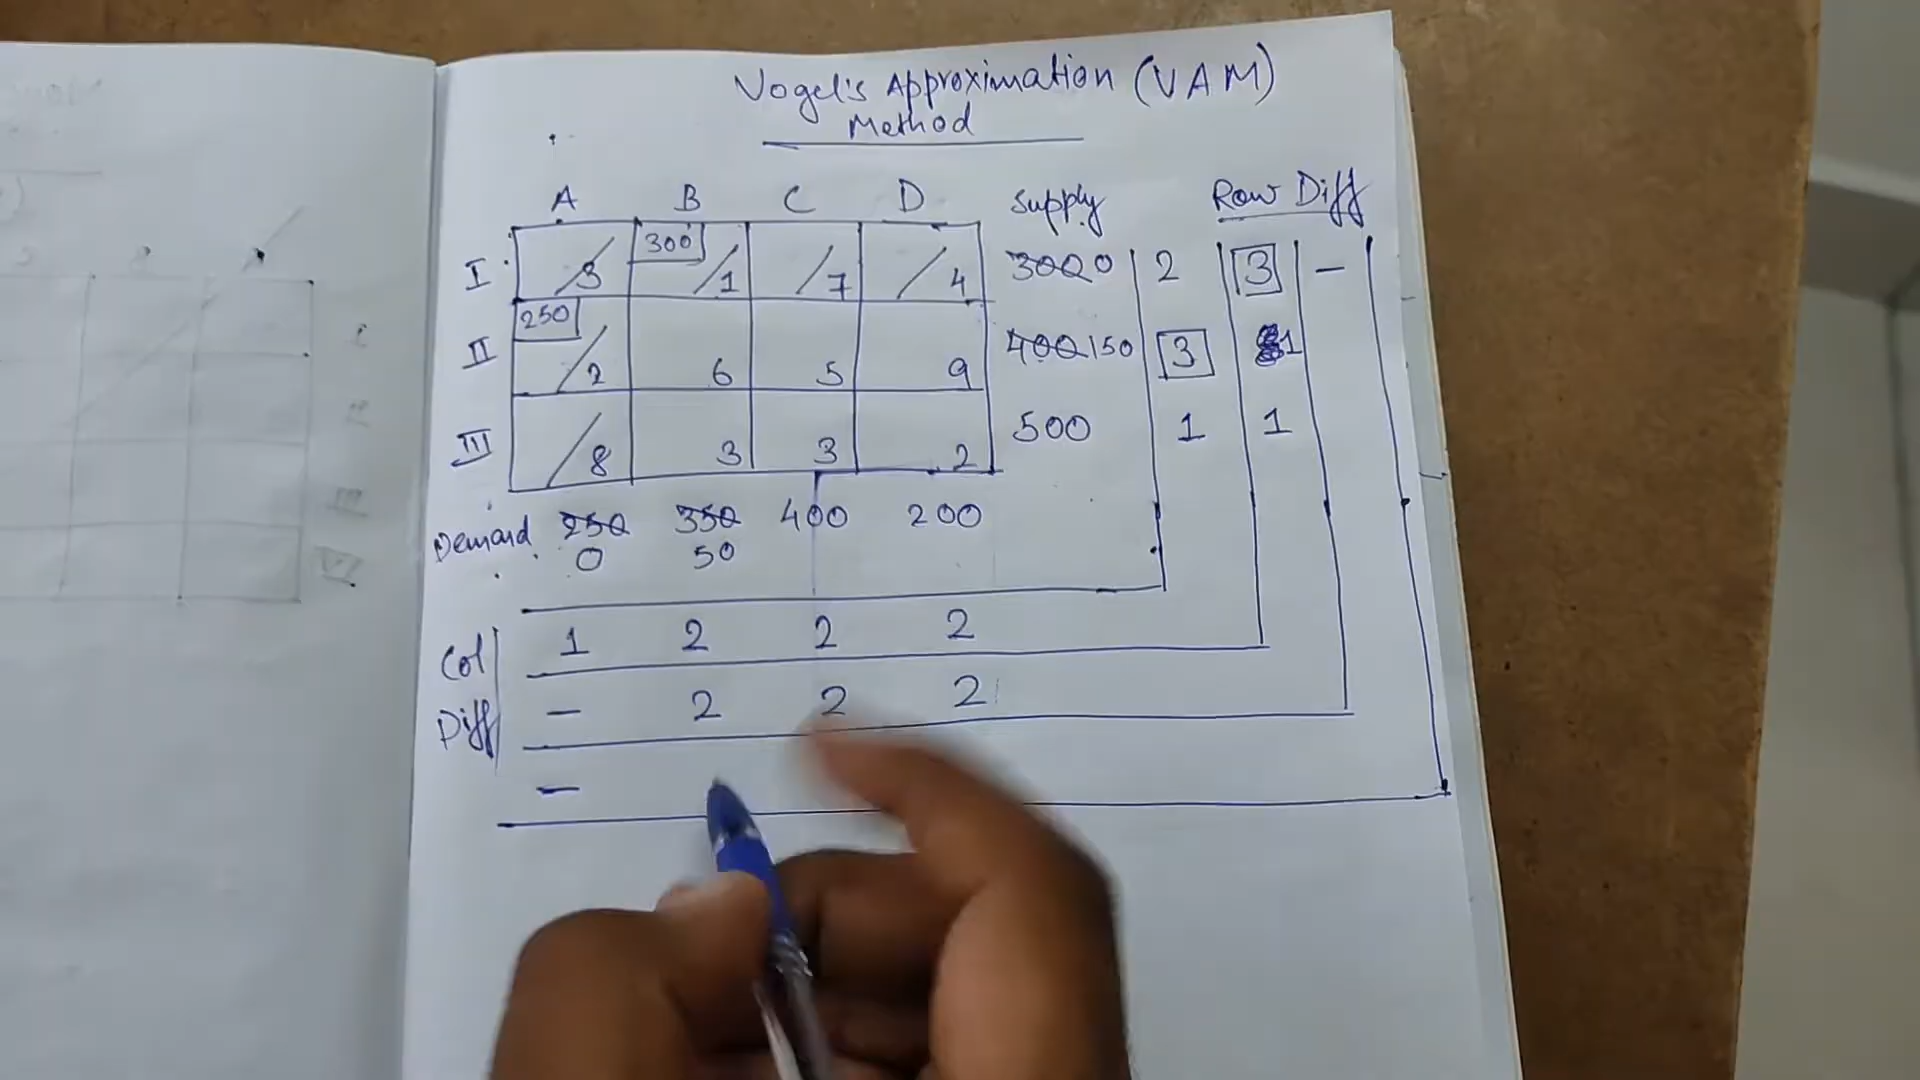 Vogel's Approximation (VAM)
Method
A B C D Supply Row Diff
300
I 3 1 7 4 300 0 2 3 -
250
II 2 6 5 9 400 150 3 1
III 8 3 3 2 500 1 1
Demand 250 350 400 200
0 50
Col 1 2 2 2
Diff - 2 2 2
-